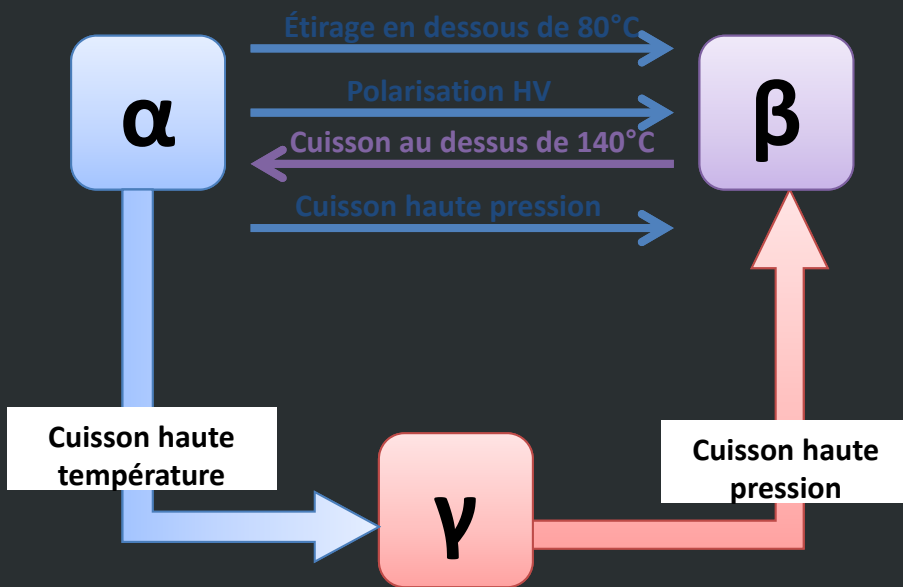 Étirage en dessous de 80°C
α
Polarisation HV
β
Cuisson au dessus de 140°C
Cuisson haute pression
Cuisson haute
température
γ
Cuisson haute
pression